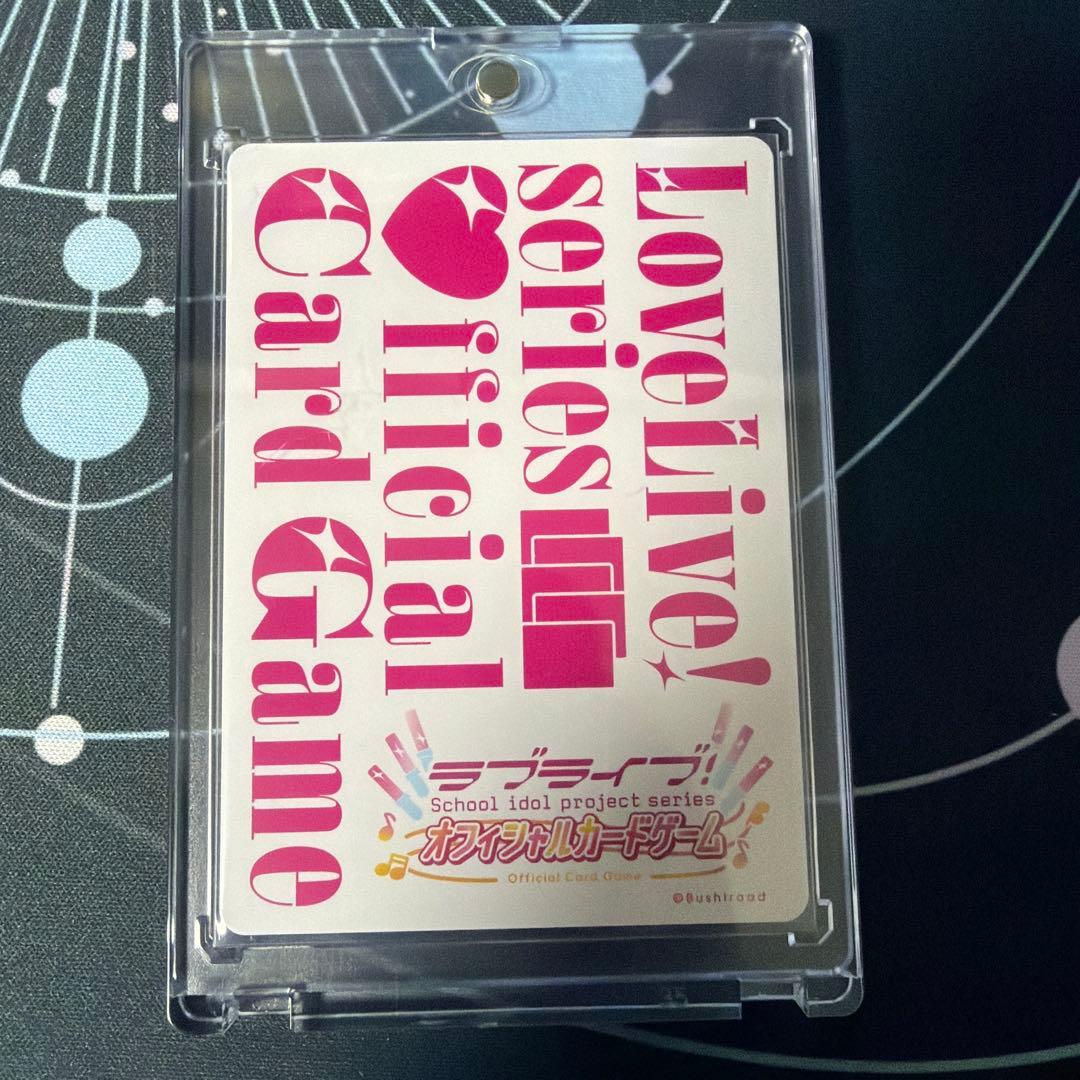 LoveLive!
series
♥fficial
Card Game
ラブライブ!
School idol project series
オフィシャルカードゲーム
Official Card Game
©Bushiroad